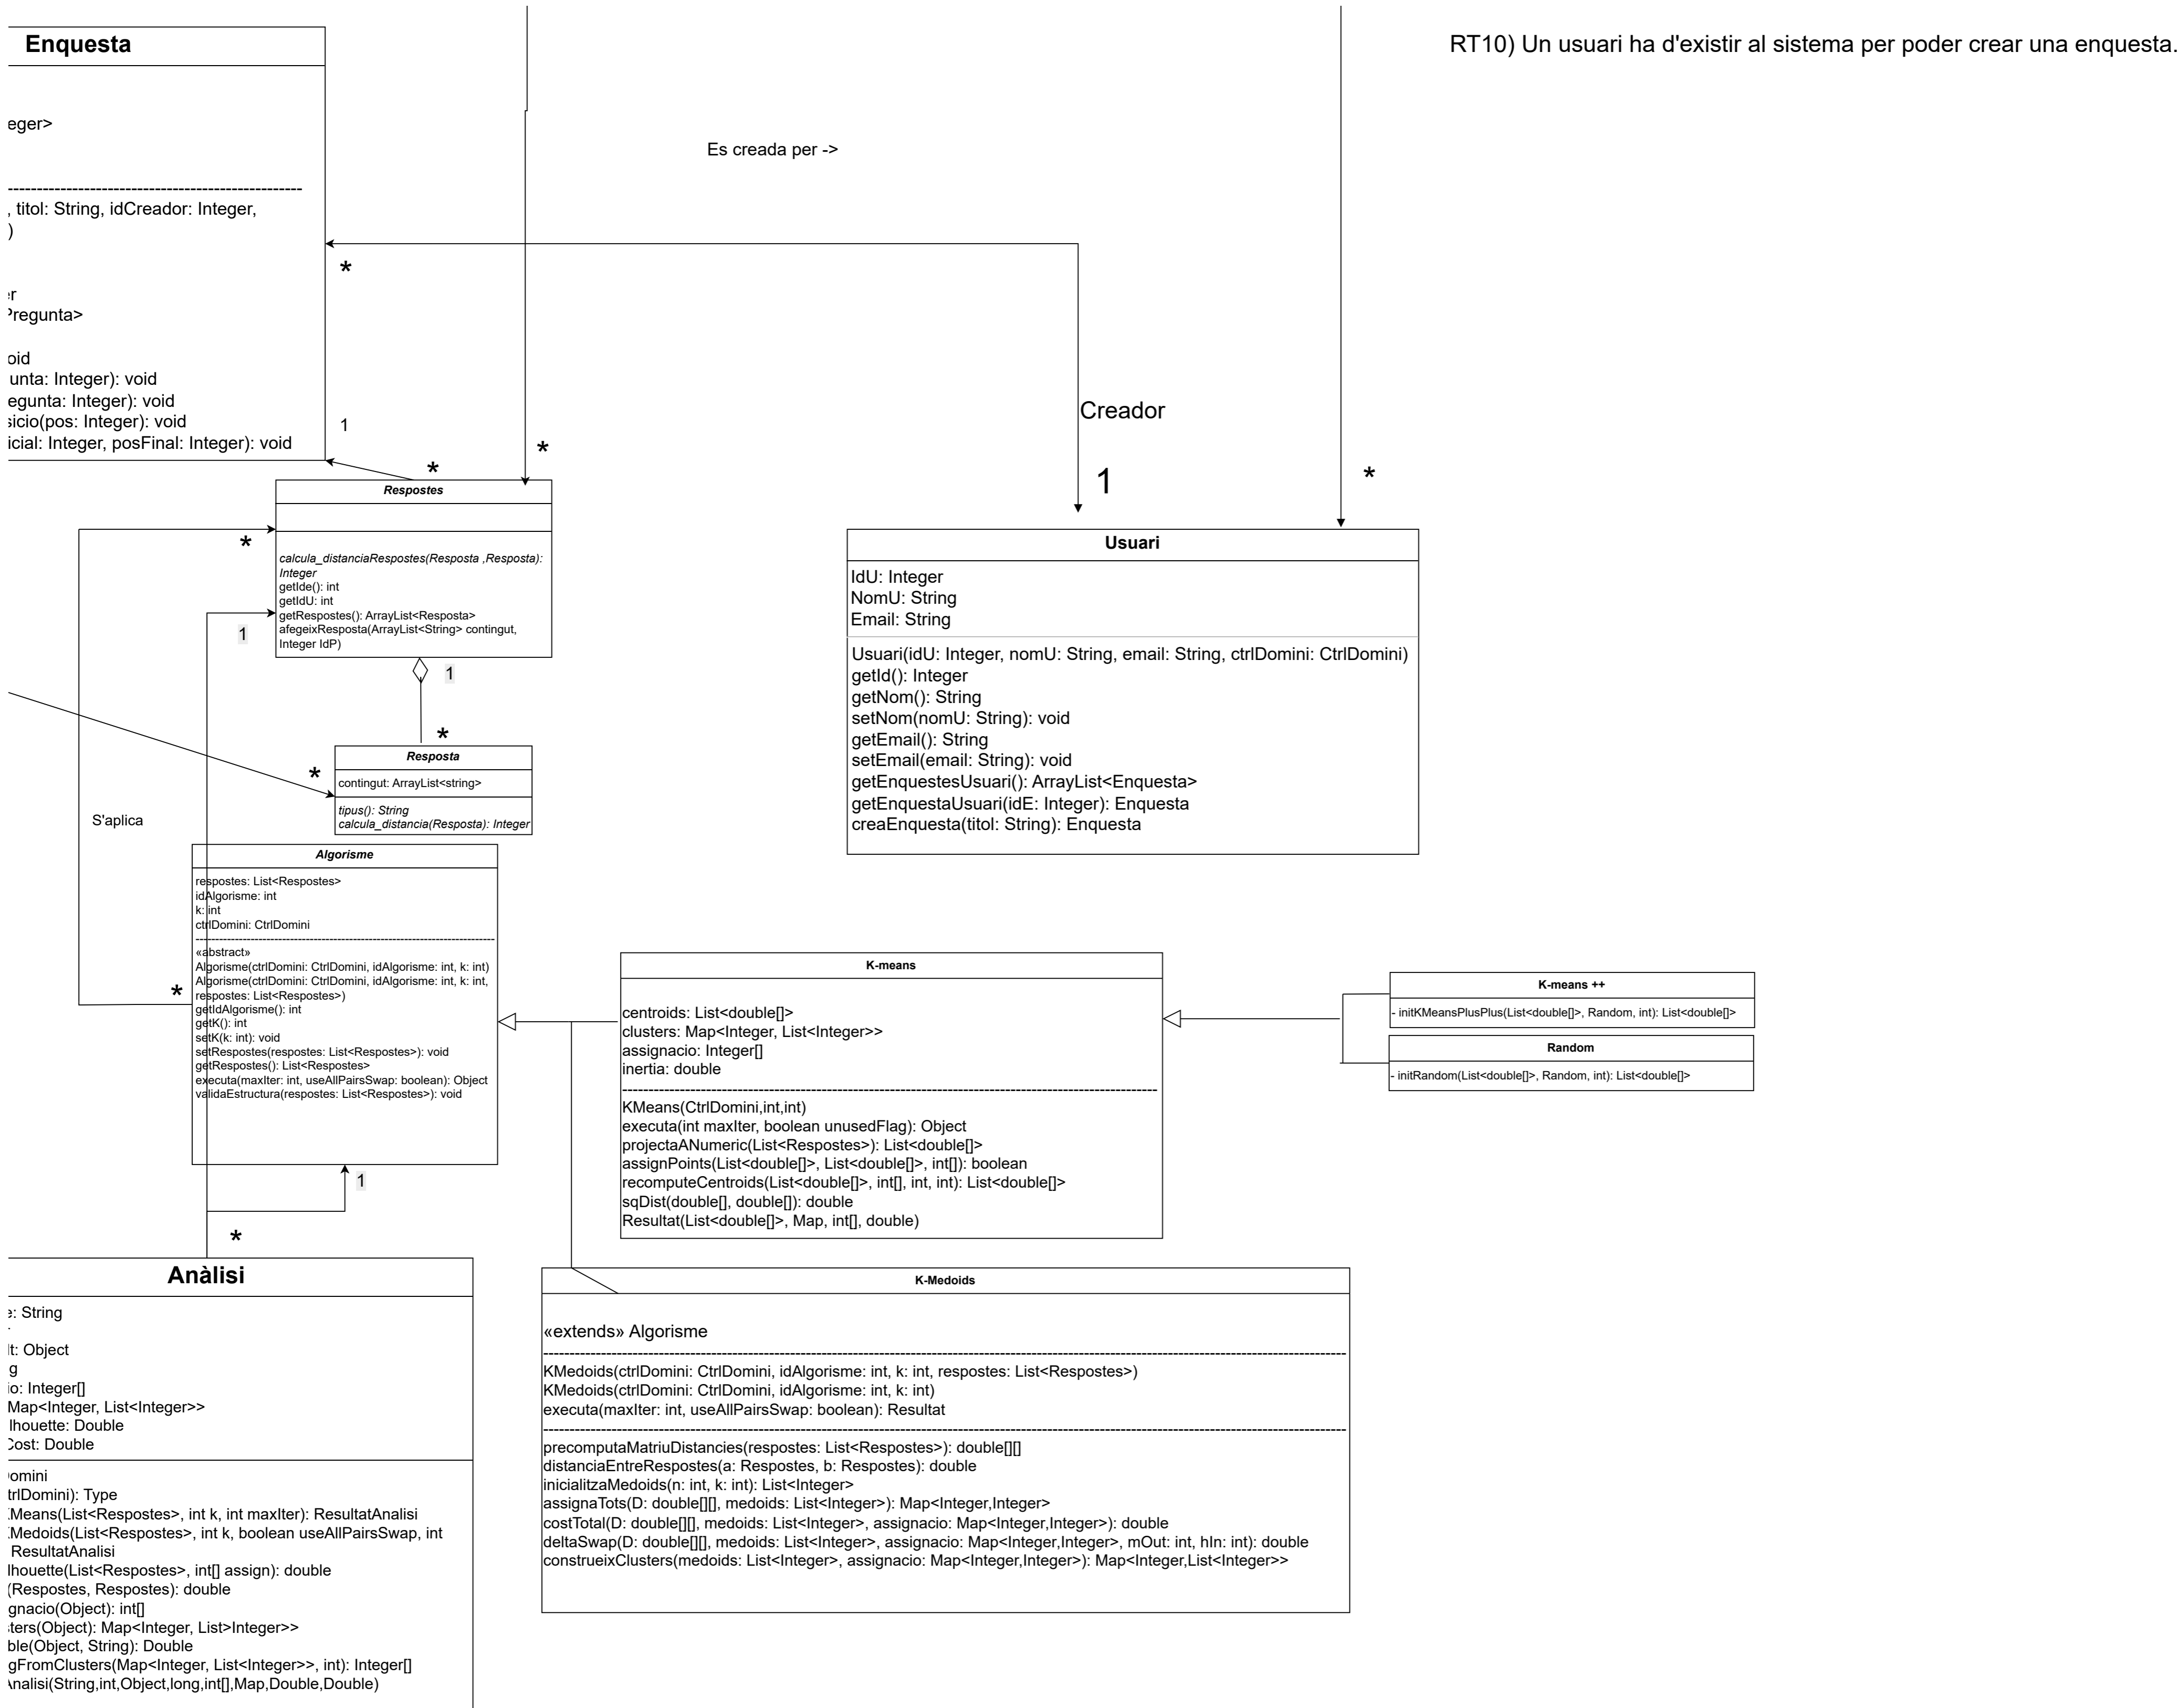 Enquesta
RT10) Un usuari ha d'existir al sistema per poder crear una enquesta.
eger>
Es creada per ->
-------------------------------------------------------
, titol: String, idCreador: Integer,
)
*
er
Pregunta>
oid
unta: Integer): void
egunta: Integer): void
sicio(pos: Integer): void
icial: Integer, posFinal: Integer): void
1
*
*
Creador
1
*
Respostes
*
calcula_distanciaRespostes(Resposta ,Resposta):
Integer
getIde(): int
getIdU: int
getRespostes(): ArrayList<Resposta>
afegeixResposta(ArrayList<String> contingut,
Integer IdP)
1
1
*
Usuari
IdU: Integer
NomU: String
Email: String
Usuari(idU: Integer, nomU: String, email: String, ctrlDomini: CtrlDomini)
getId(): Integer
getNom(): String
setNom(nomU: String): void
getEmail(): String
setEmail(email: String): void
getEnquestesUsuari(): ArrayList<Enquesta>
getEnquestaUsuari(idE: Integer): Enquesta
creaEnquesta(titol: String): Enquesta
Resposta
*
contingut: ArrayList<string>
tipus(): String
calcula_distancia(Resposta): Integer
S'aplica
Algorisme
respostes: List<Respostes>
idAlgorisme: int
k: int
ctrlDomini: CtrlDomini
--------------------------------------------------------------------------
«abstract»
Algorisme(ctrlDomini: CtrlDomini, idAlgorisme: int, k: int)
Algorisme(ctrlDomini: CtrlDomini, idAlgorisme: int, k: int,
respostes: List<Respostes>)
getIdAlgorisme(): int
getK(): int
setK(k: int): void
setRespostes(respostes: List<Respostes>): void
getRespostes(): List<Respostes>
executa(maxIter: int, useAllPairsSwap: boolean): Object
validaEstructura(respostes: List<Respostes>): void
*
1
*
K-means
centroids: List<double[]>
clusters: Map<Integer, List<Integer>>
assignacio: Integer[]
inertia: double
--------------------------------------------------------------------------------------------------
KMeans(CtrlDomini,int,int)
executa(int maxIter, boolean unusedFlag): Object
projectaANumeric(List<Respostes>): List<double[]>
assignPoints(List<double[]>, List<double[]>, int[]): boolean
recomputeCentroids(List<double[]>, int[], int, int): List<double[]>
sqDist(double[], double[]): double
Resultat(List<double[]>, Map, int[], double)
K-means ++
- initKMeansPlusPlus(List<double[]>, Random, int): List<double[]>
Random
- initRandom(List<double[]>, Random, int): List<double[]>
Anàlisi
e: String
lt: Object
g
io: Integer[]
Map<Integer, List<Integer>>
lhouette: Double
Cost: Double
Domini
trlDomini): Type
KMeans(List<Respostes>, int k, int maxIter): ResultatAnalisi
KMedoids(List<Respostes>, int k, boolean useAllPairsSwap, int
ResultatAnalisi
lhouette(List<Respostes>, int[] assign): double
(Respostes, Respostes): double
gnacio(Object): int[]
sters(Object): Map<Integer, List>Integer>>
ble(Object, String): Double
gFromClusters(Map<Integer, List<Integer>>, int): Integer[]
Analisi(String,int,Object,long,int[],Map,Double,Double)
K-Medoids
«extends» Algorisme
--------------------------------------------------------------------------------------------------
KMedoids(ctrlDomini: CtrlDomini, idAlgorisme: int, k: int, respostes: List<Respostes>)
KMedoids(ctrlDomini: CtrlDomini, idAlgorisme: int, k: int)
executa(maxIter: int, useAllPairsSwap: boolean): Resultat
--------------------------------------------------------------------------------------------------
precomputaMatriuDistancies(respostes: List<Respostes>): double[][]
distanciaEntreRespostes(a: Respostes, b: Respostes): double
inicialitzaMedoids(n: int, k: int): List<Integer>
assignaTots(D: double[][], medoids: List<Integer>): Map<Integer,Integer>
costTotal(D: double[][], medoids: List<Integer>, assignacio: Map<Integer,Integer>): double
deltaSwap(D: double[][], medoids: List<Integer>, assignacio: Map<Integer,Integer>, mOut: int, hIn: int): double
construeixClusters(medoids: List<Integer>, assignacio: Map<Integer,Integer>): Map<Integer,List<Integer>>